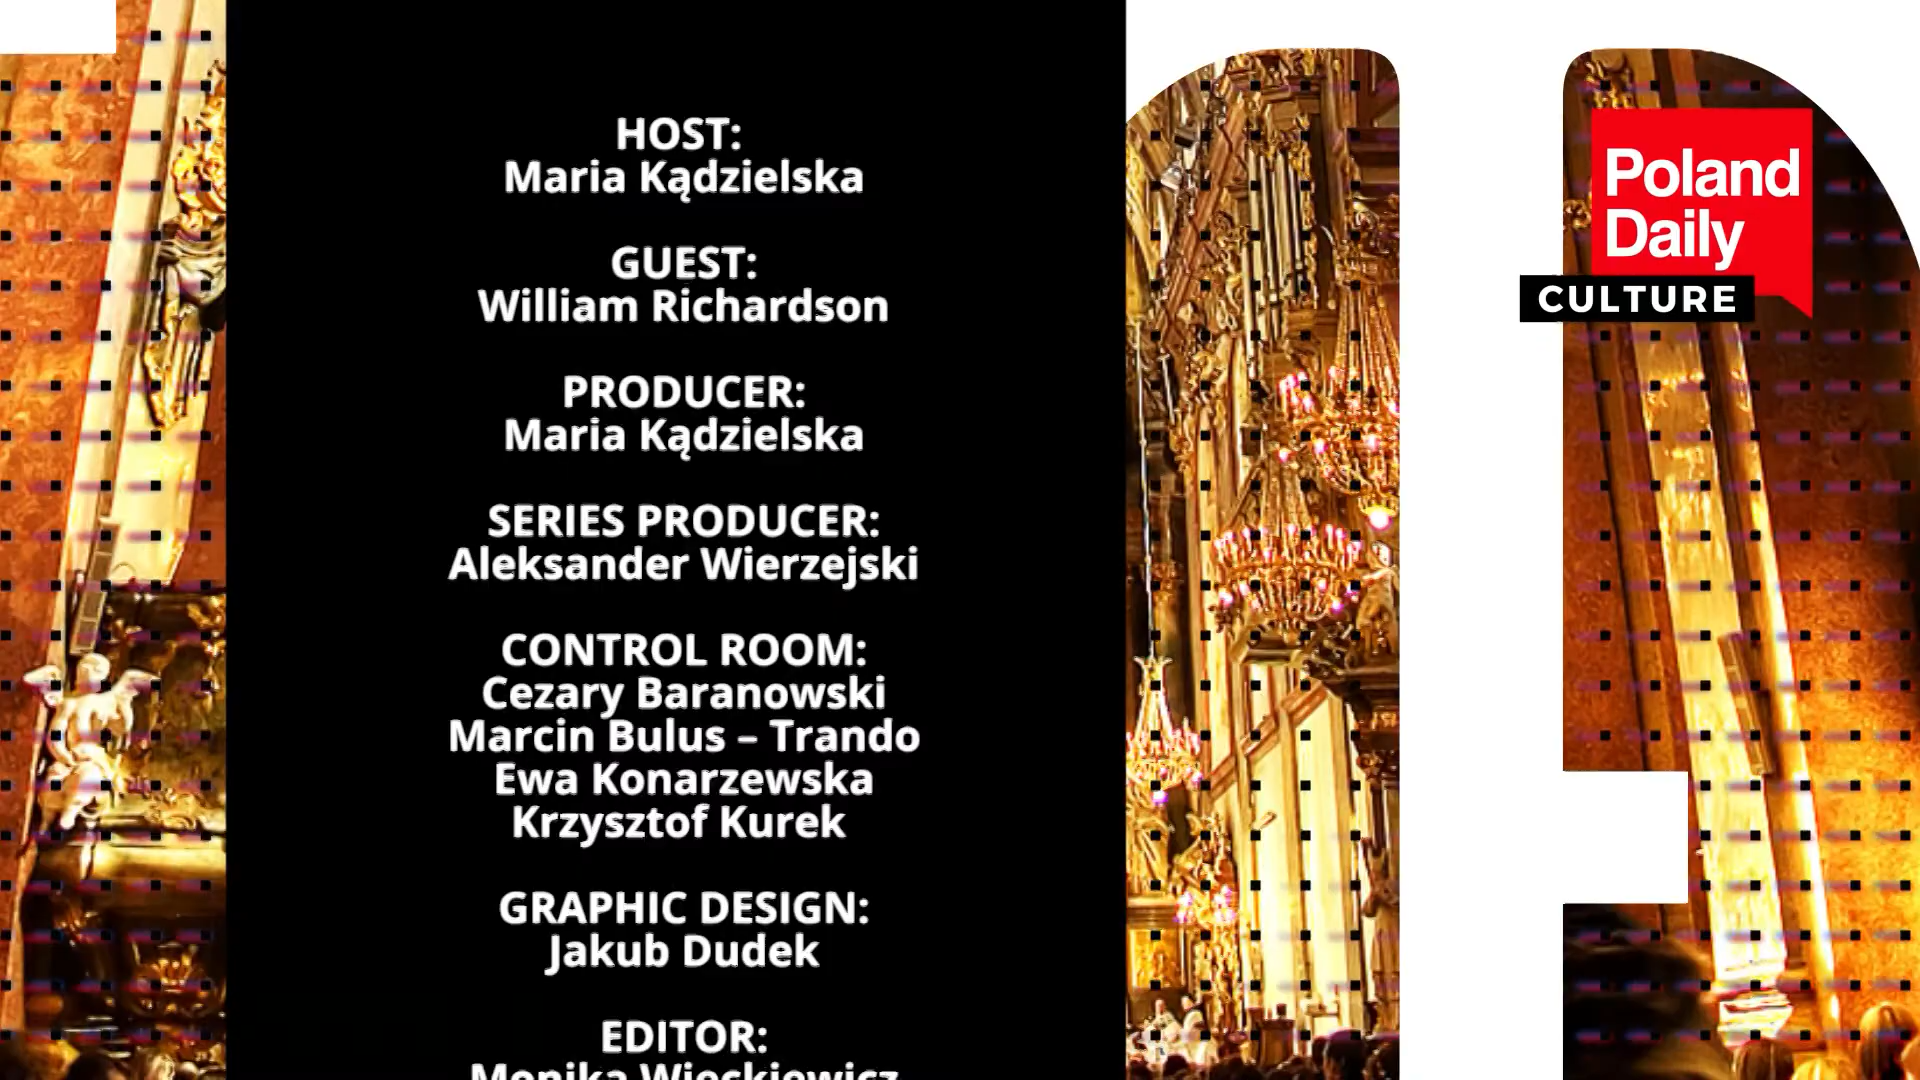 HOST:
Maria Kądzielska
GUEST:
William Richardson
PRODUCER:
Maria Kądzielska
SERIES PRODUCER:
Aleksander Wierzejski
CONTROL ROOM:
Cezary Baranowski
Marcin Bulus – Trando
Ewa Konarzewska
Krzysztof Kurek
GRAPHIC DESIGN:
Jakub Dudek
EDITOR:
Monika
Poland
Daily
CULTURE